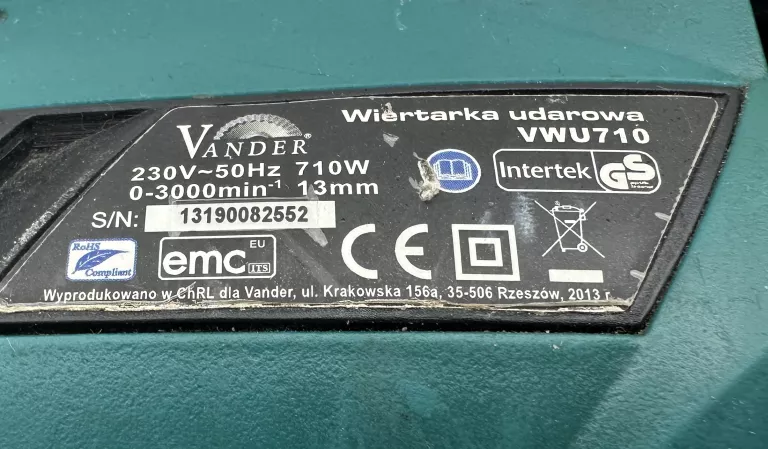 Wiertarka udarowa
VWU710
VANDER®
230V~50Hz 710W
0-3000min⁻¹ 13mm
Intertek GS
S/N: 13190082552
RoHS
Compliant
emc EU
ITS
CE
Wyprodukowano w ChRL dla Vander, ul. Krakowska 156a, 35-506 Rzeszów, 2013 r.